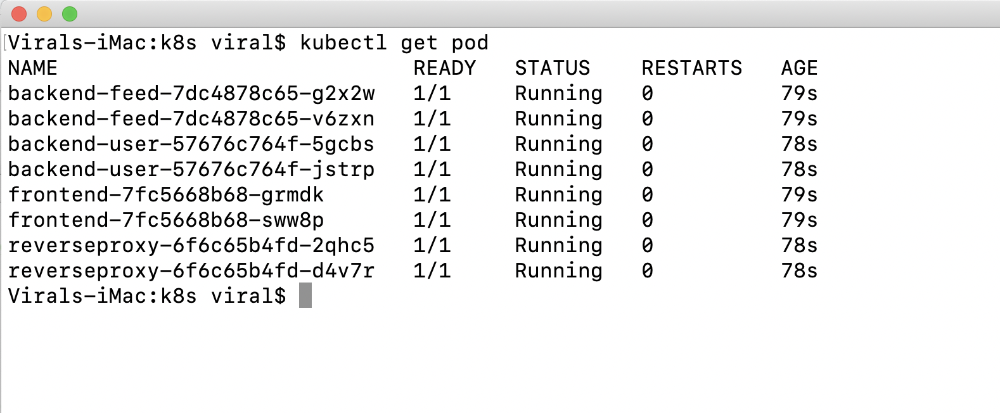 Virals-iMac:k8s viral$ kubectl get pod
NAME                            READY   STATUS    RESTARTS   AGE
backend-feed-7dc4878c65-g2x2w   1/1     Running   0          79s
backend-feed-7dc4878c65-v6zxn   1/1     Running   0          79s
backend-user-57676c764f-5gcbs   1/1     Running   0          78s
backend-user-57676c764f-jstrp   1/1     Running   0          78s
frontend-7fc5668b68-grmdk       1/1     Running   0          79s
frontend-7fc5668b68-sww8p       1/1     Running   0          79s
reverseproxy-6f6c65b4fd-2qhc5   1/1     Running   0          78s
reverseproxy-6f6c65b4fd-d4v7r   1/1     Running   0          78s
Virals-iMac:k8s viral$